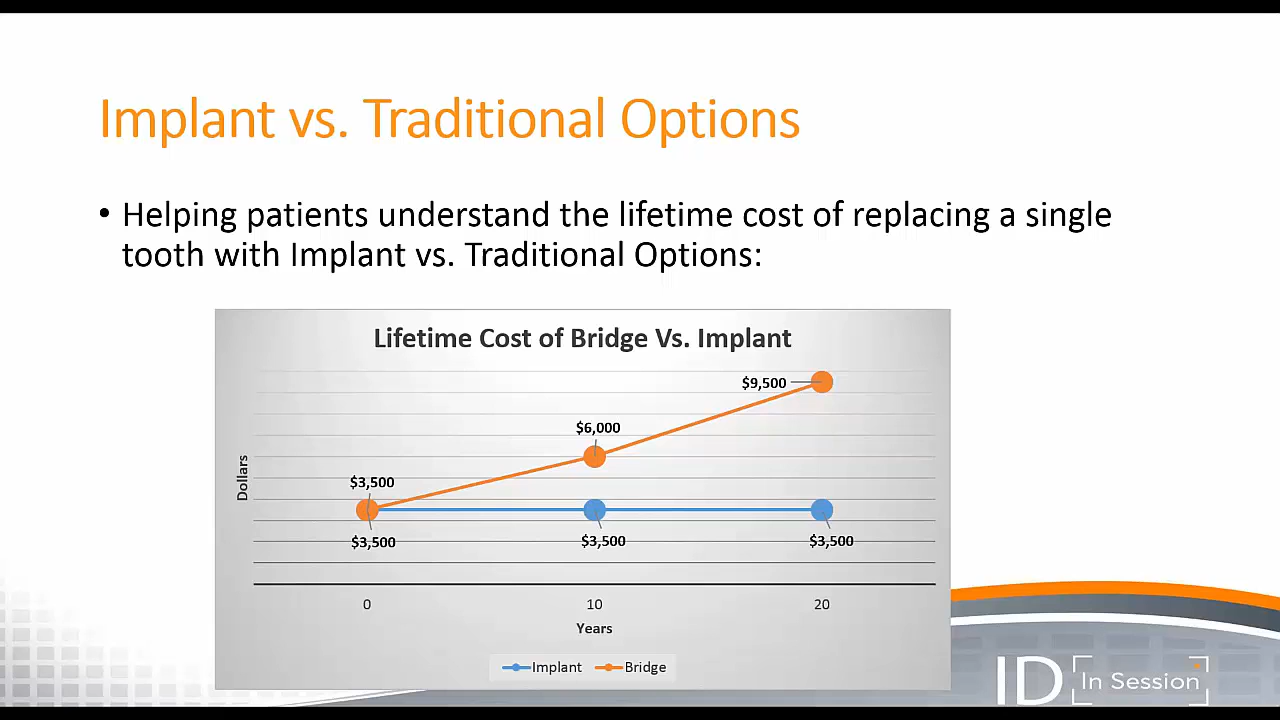 Implant vs. Traditional Options
• Helping patients understand the lifetime cost of replacing a single
tooth with Implant vs. Traditional Options:
Lifetime Cost of Bridge Vs. Implant
$9,500
$6,000
$3,500
$3,500
$3,500
$3,500
Dollars
0
10
20
Years
Implant
Bridge
ID In Session